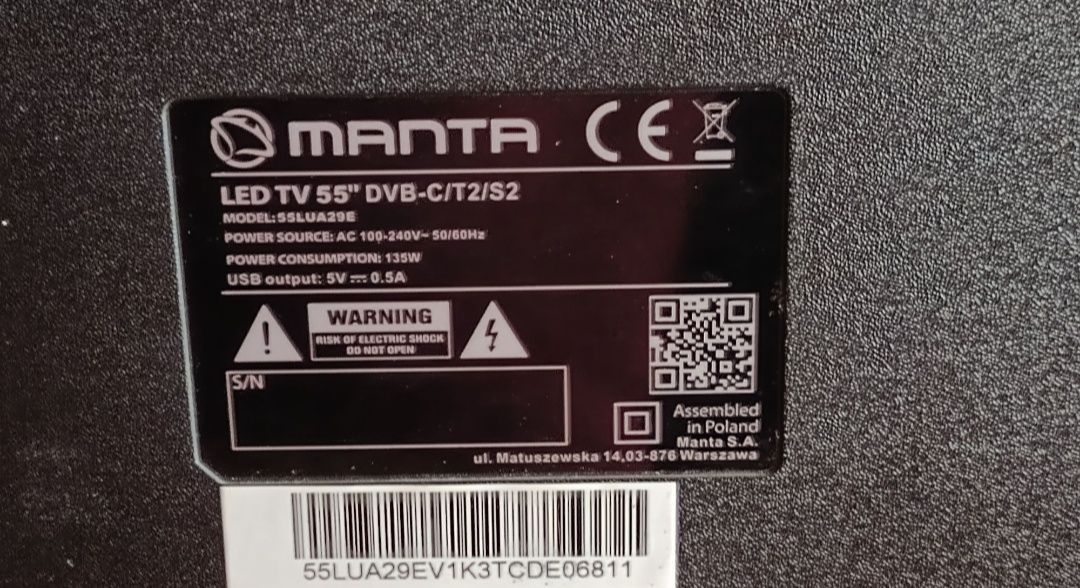 MANTA CE
LED TV 55" DVB-C/T2/S2
MODEL: 55LUA29E
POWER SOURCE: AC 100-240V~ 50/60Hz
POWER CONSUMPTION: 135W
USB output: 5V ⎓ 0.5A
WARNING
RISK OF ELECTRIC SHOCK
DO NOT OPEN
S/N
Assembled
in Poland
Manta S.A.
ul. Matuszewska 14,03-876 Warszawa
55LUA29EV1K3TCDE06811